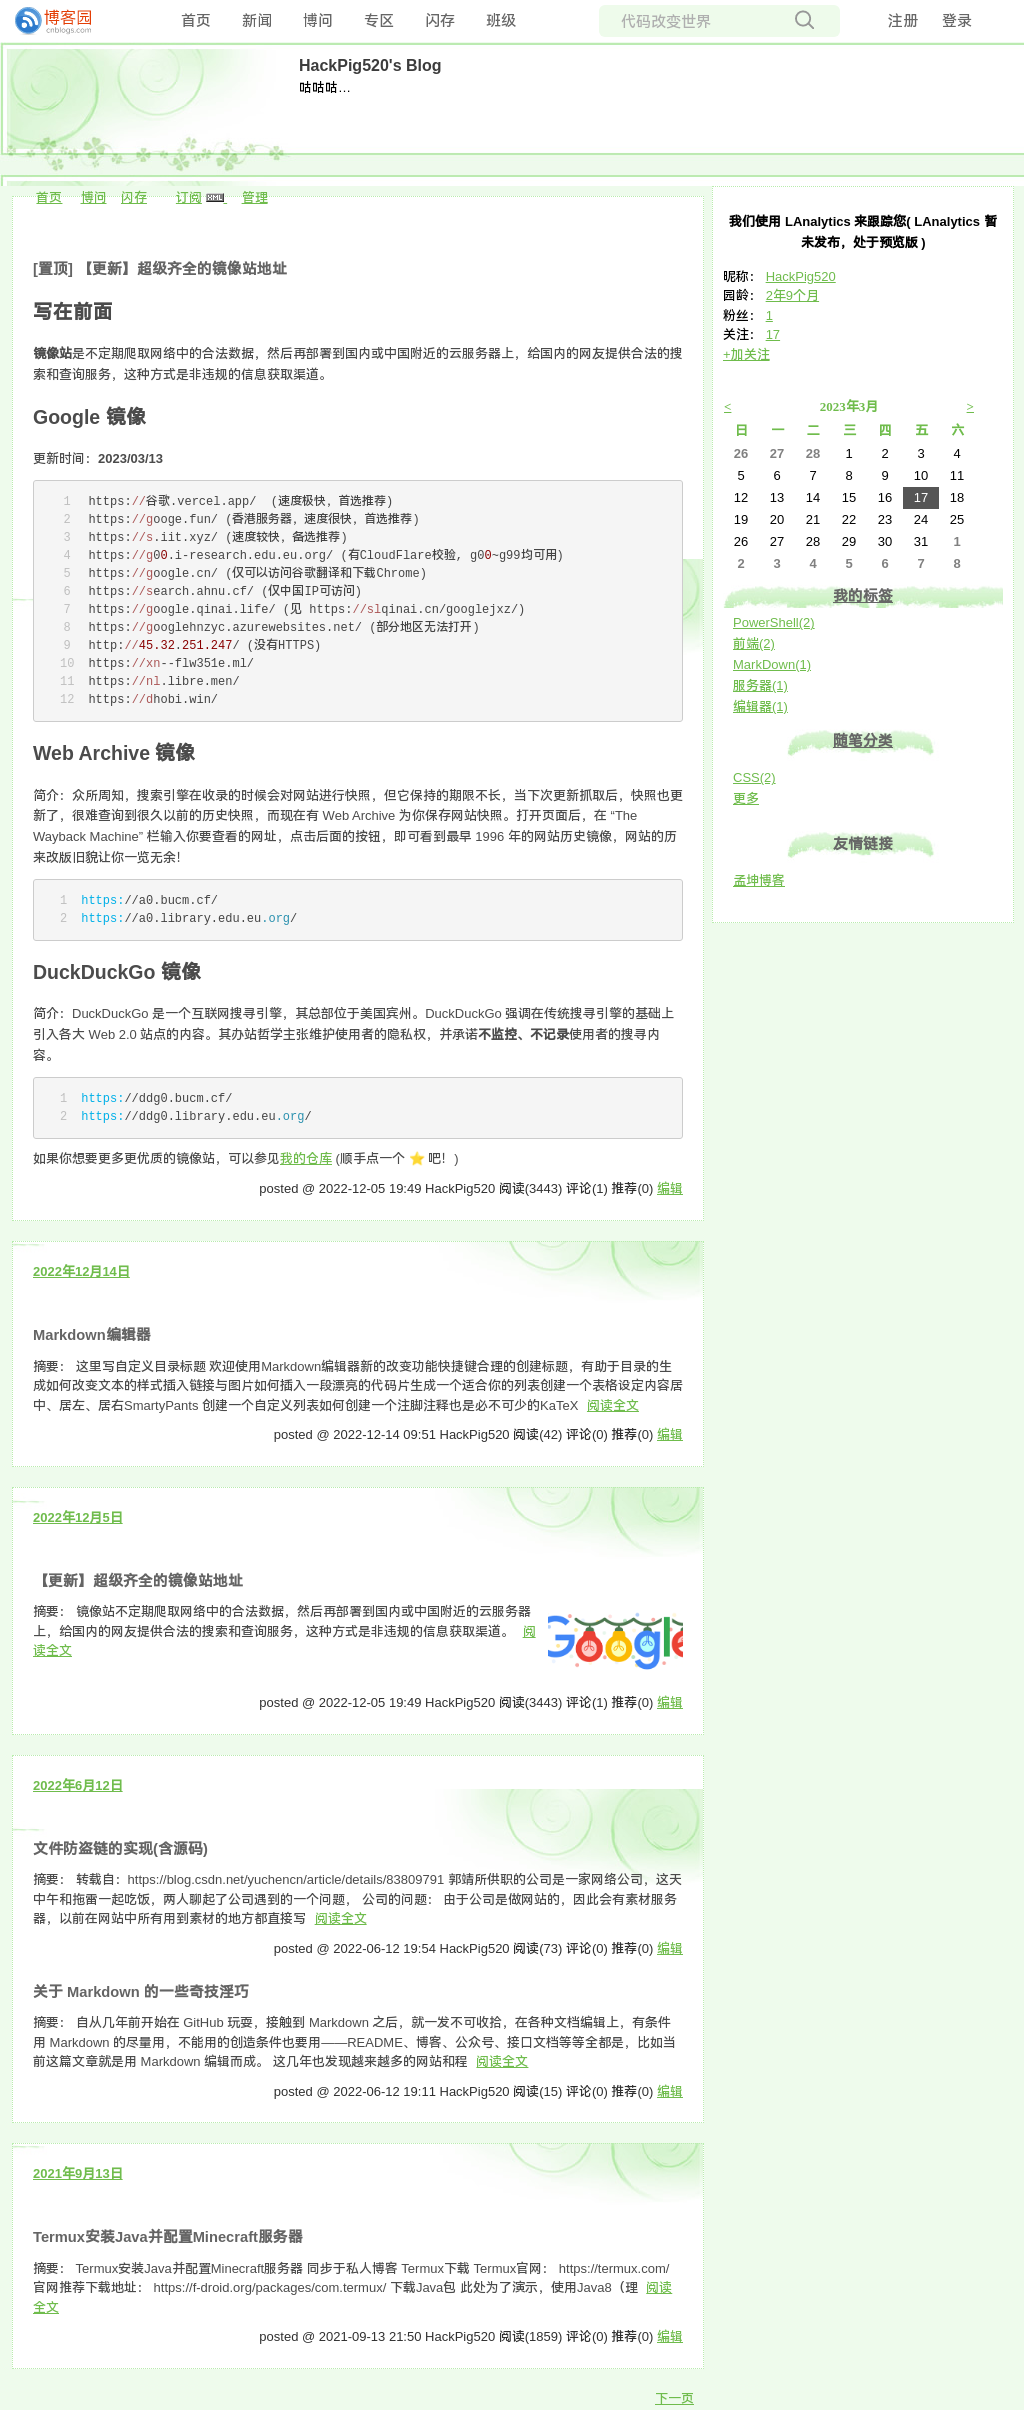 博客园
cnblogs.com
首页 新闻 博问 专区 闪存 班级 代码改变世界 注册 登录
HackPig520's Blog
咕咕咕…
首页 博问 闪存 订阅 XML 管理
[置顶] 【更新】超级齐全的镜像站地址
写在前面
镜像站是不定期爬取网络中的合法数据，然后再部署到国内或中国附近的云服务器上，给国内的网友提供合法的搜
索和查询服务，这种方式是非违规的信息获取渠道。
Google 镜像
更新时间：2023/03/13
1 https://谷歌.vercel.app/ (速度极快，首选推荐)
2 https://googe.fun/ (香港服务器，速度很快，首选推荐)
3 https://s.iit.xyz/ (速度较快，备选推荐)
4 https://g00.i-research.edu.eu.org/ (有CloudFlare校验, g00~g99均可用)
5 https://google.cn/ (仅可以访问谷歌翻译和下载Chrome)
6 https://search.ahnu.cf/ (仅中国IP可访问)
7 https://google.qinai.life/ (见 https://slqinai.cn/googlejxz/)
8 https://googlehnzyc.azurewebsites.net/ (部分地区无法打开)
9 http://45.32.251.247/ (没有HTTPS)
10 https://xn--flw351e.ml/
11 https://nl.libre.men/
12 https://dhobi.win/
Web Archive 镜像
简介：众所周知，搜索引擎在收录的时候会对网站进行快照，但它保持的期限不长，当下次更新抓取后，快照也更
新了，很难查询到很久以前的历史快照，而现在有 Web Archive 为你保存网站快照。打开页面后，在 “The
Wayback Machine” 栏输入你要查看的网址，点击后面的按钮，即可看到最早 1996 年的网站历史镜像，网站的历
来改版旧貌让你一览无余！
1 https://a0.bucm.cf/
2 https://a0.library.edu.eu.org/
DuckDuckGo 镜像
简介：DuckDuckGo 是一个互联网搜寻引擎，其总部位于美国宾州。DuckDuckGo 强调在传统搜寻引擎的基础上
引入各大 Web 2.0 站点的内容。其办站哲学主张维护使用者的隐私权，并承诺不监控、不记录使用者的搜寻内
容。
1 https://ddg0.bucm.cf/
2 https://ddg0.library.edu.eu.org/
如果你想要更多更优质的镜像站，可以参见我的仓库 (顺手点一个 ⭐ 吧！)
posted @ 2022-12-05 19:49 HackPig520 阅读(3443) 评论(1) 推荐(0) 编辑
2022年12月14日
Markdown编辑器
摘要： 这里写自定义目录标题 欢迎使用Markdown编辑器新的改变功能快捷键合理的创建标题，有助于目录的生
成如何改变文本的样式插入链接与图片如何插入一段漂亮的代码片生成一个适合你的列表创建一个表格设定内容居
中、居左、居右SmartyPants 创建一个自定义列表如何创建一个注脚注释也是必不可少的KaTeX 阅读全文
posted @ 2022-12-14 09:51 HackPig520 阅读(42) 评论(0) 推荐(0) 编辑
2022年12月5日
【更新】超级齐全的镜像站地址
摘要： 镜像站不定期爬取网络中的合法数据，然后再部署到国内或中国附近的云服务器
上，给国内的网友提供合法的搜索和查询服务，这种方式是非违规的信息获取渠道。 阅
读全文
Google
posted @ 2022-12-05 19:49 HackPig520 阅读(3443) 评论(1) 推荐(0) 编辑
2022年6月12日
文件防盗链的实现(含源码)
摘要： 转载自：https://blog.csdn.net/yuchencn/article/details/83809791 郭靖所供职的公司是一家网络公司，这天
中午和拖雷一起吃饭，两人聊起了公司遇到的一个问题， 公司的问题： 由于公司是做网站的，因此会有素材服务
器，以前在网站中所有用到素材的地方都直接写 阅读全文
posted @ 2022-06-12 19:54 HackPig520 阅读(73) 评论(0) 推荐(0) 编辑
关于 Markdown 的一些奇技淫巧
摘要： 自从几年前开始在 GitHub 玩耍，接触到 Markdown 之后，就一发不可收拾，在各种文档编辑上，有条件
用 Markdown 的尽量用，不能用的创造条件也要用——README、博客、公众号、接口文档等等全都是，比如当
前这篇文章就是用 Markdown 编辑而成。 这几年也发现越来越多的网站和程 阅读全文
posted @ 2022-06-12 19:11 HackPig520 阅读(15) 评论(0) 推荐(0) 编辑
2021年9月13日
Termux安装Java并配置Minecraft服务器
摘要： Termux安装Java并配置Minecraft服务器 同步于私人博客 Termux下载 Termux官网： https://termux.com/
官网推荐下载地址： https://f-droid.org/packages/com.termux/ 下载Java包 此处为了演示，使用Java8（理 阅读
全文
posted @ 2021-09-13 21:50 HackPig520 阅读(1859) 评论(0) 推荐(0) 编辑
下一页
我们使用 LAnalytics 来跟踪您( LAnalytics 暂
未发布，处于预览版 )
昵称： HackPig520
园龄： 2年9个月
粉丝： 1
关注： 17
+加关注
< 2023年3月 >
日 一 二 三 四 五 六
26 27 28 1 2 3 4
5 6 7 8 9 10 11
12 13 14 15 16 17 18
19 20 21 22 23 24 25
26 27 28 29 30 31 1
2 3 4 5 6 7 8
我的标签
PowerShell(2)
前端(2)
MarkDown(1)
服务器(1)
编辑器(1)
随笔分类
CSS(2)
更多
友情链接
孟坤博客